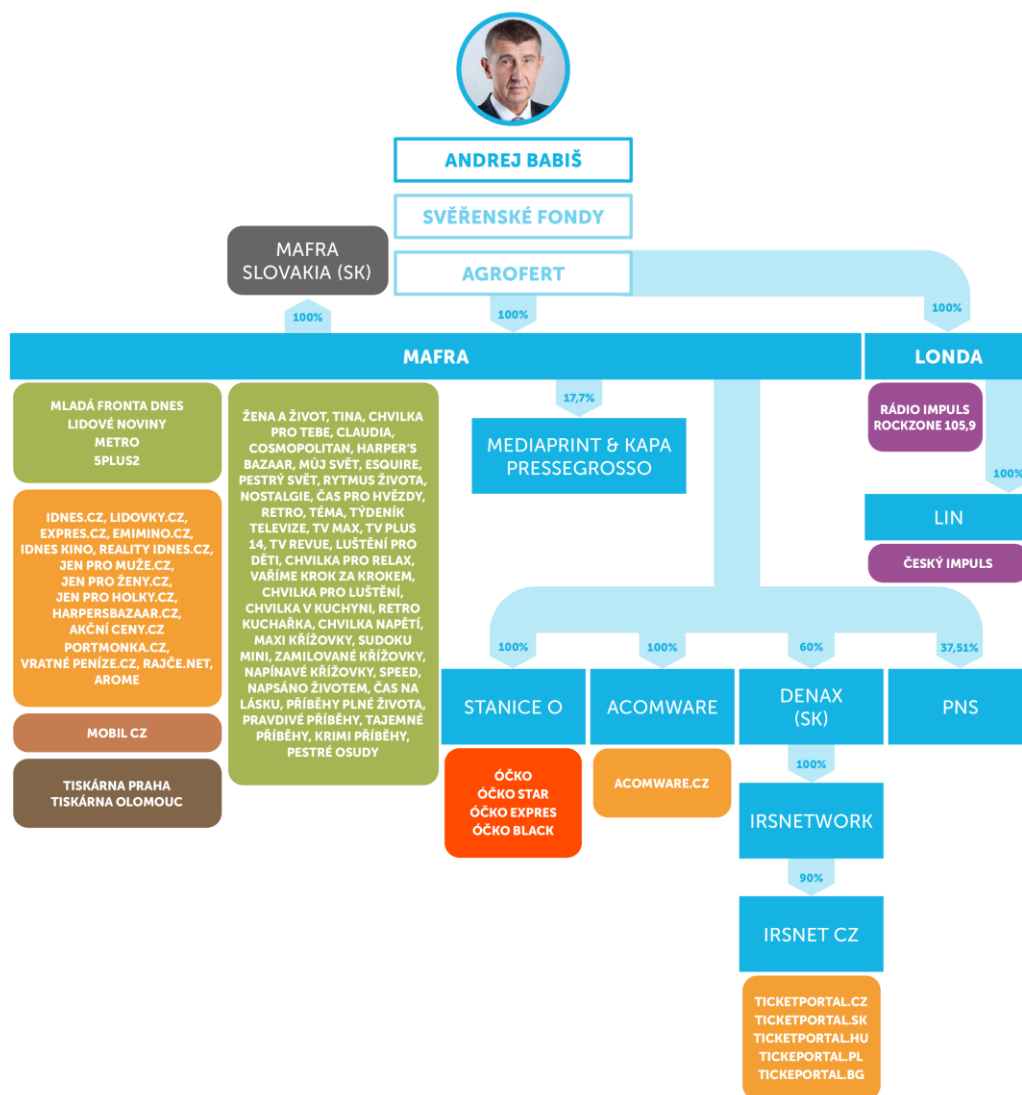 ANDREJ BABIŠ
SVĚŘENSKÉ FONDY
AGROFERT
MAFRA
SLOVAKIA (SK)
100%
100%
100%
MAFRA
LONDA
MLADÁ FRONTA DNES
LIDOVÉ NOVINY
METRO
5PLUS2
IDNES.CZ, LIDOVKY.CZ,
EXPRES.CZ, EMIMINO.CZ,
IDNES KINO, REALITY IDNES.CZ,
JEN PRO MUŽE.CZ,
JEN PRO ŽENY.CZ,
JEN PRO HOLKY.CZ,
HARPERSBAZAAR.CZ,
AKČNÍ CENY.CZ
PORTMONKA.CZ,
VRATNÉ PENÍZE.CZ, RAJČE.NET,
AROME
MOBIL CZ
TISKÁRNA PRAHA
TISKÁRNA OLOMOUC
ŽENA A ŽIVOT, TINA, CHVILKA
PRO TEBE, CLAUDIA,
COSMOPOLITAN, HARPER'S
BAZAAR, MŮJ SVĚT, ESQUIRE,
PESTRÝ SVĚT, RYTMUS ŽIVOTA,
NOSTALGIE, ČAS PRO HVĚZDY,
RETRO, TÉMA, TÝDENÍK
TELEVIZE, TV MAX, TV PLUS
14, TV REVUE, LUŠTĚNÍ PRO
DĚTI, CHVILKA PRO RELAX,
VAŘÍME KROK ZA KROKEM,
CHVILKA PRO LUŠTĚNÍ,
CHVILKA V KUCHYNI, RETRO
KUCHAŘKA, CHVILKA NAPĚTÍ,
MAXI KŘÍŽOVKY, SUDOKU
MINI, ZAMILOVANÉ KŘÍŽOVKY,
NAPÍNAVÉ KŘÍŽOVKY, SPEED,
NAPSÁNO ŽIVOTEM, ČAS NA
LÁSKU, PŘÍBĚHY PLNÉ ŽIVOTA,
PRAVDIVÉ PŘÍBĚHY, TAJEMNÉ
PŘÍBĚHY, KRIMI PŘÍBĚHY,
PESTRÉ OSUDY
17,7%
MEDIAPRINT & KAPA
PRESSEGROSSO
RÁDIO IMPULS
ROCKZONE 105,9
100%
LIN
ČESKÝ IMPULS
100%
100%
60%
37,51%
STANICE O
ACOMWARE
DENAX
(SK)
PNS
ÓČKO
ÓČKO STAR
ÓČKO EXPRES
ÓČKO BLACK
ACOMWARE.CZ
100%
IRSNETWORK
90%
IRSNET CZ
TICKETPORTAL.CZ
TICKETPORTAL.SK
TICKETPORTAL.HU
TICKEPORTAL.PL
TICKEPORTAL.BG